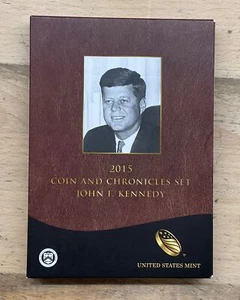 2015
COIN AND CHRONICLES SET
JOHN F. KENNEDY
UNITED STATES MINT